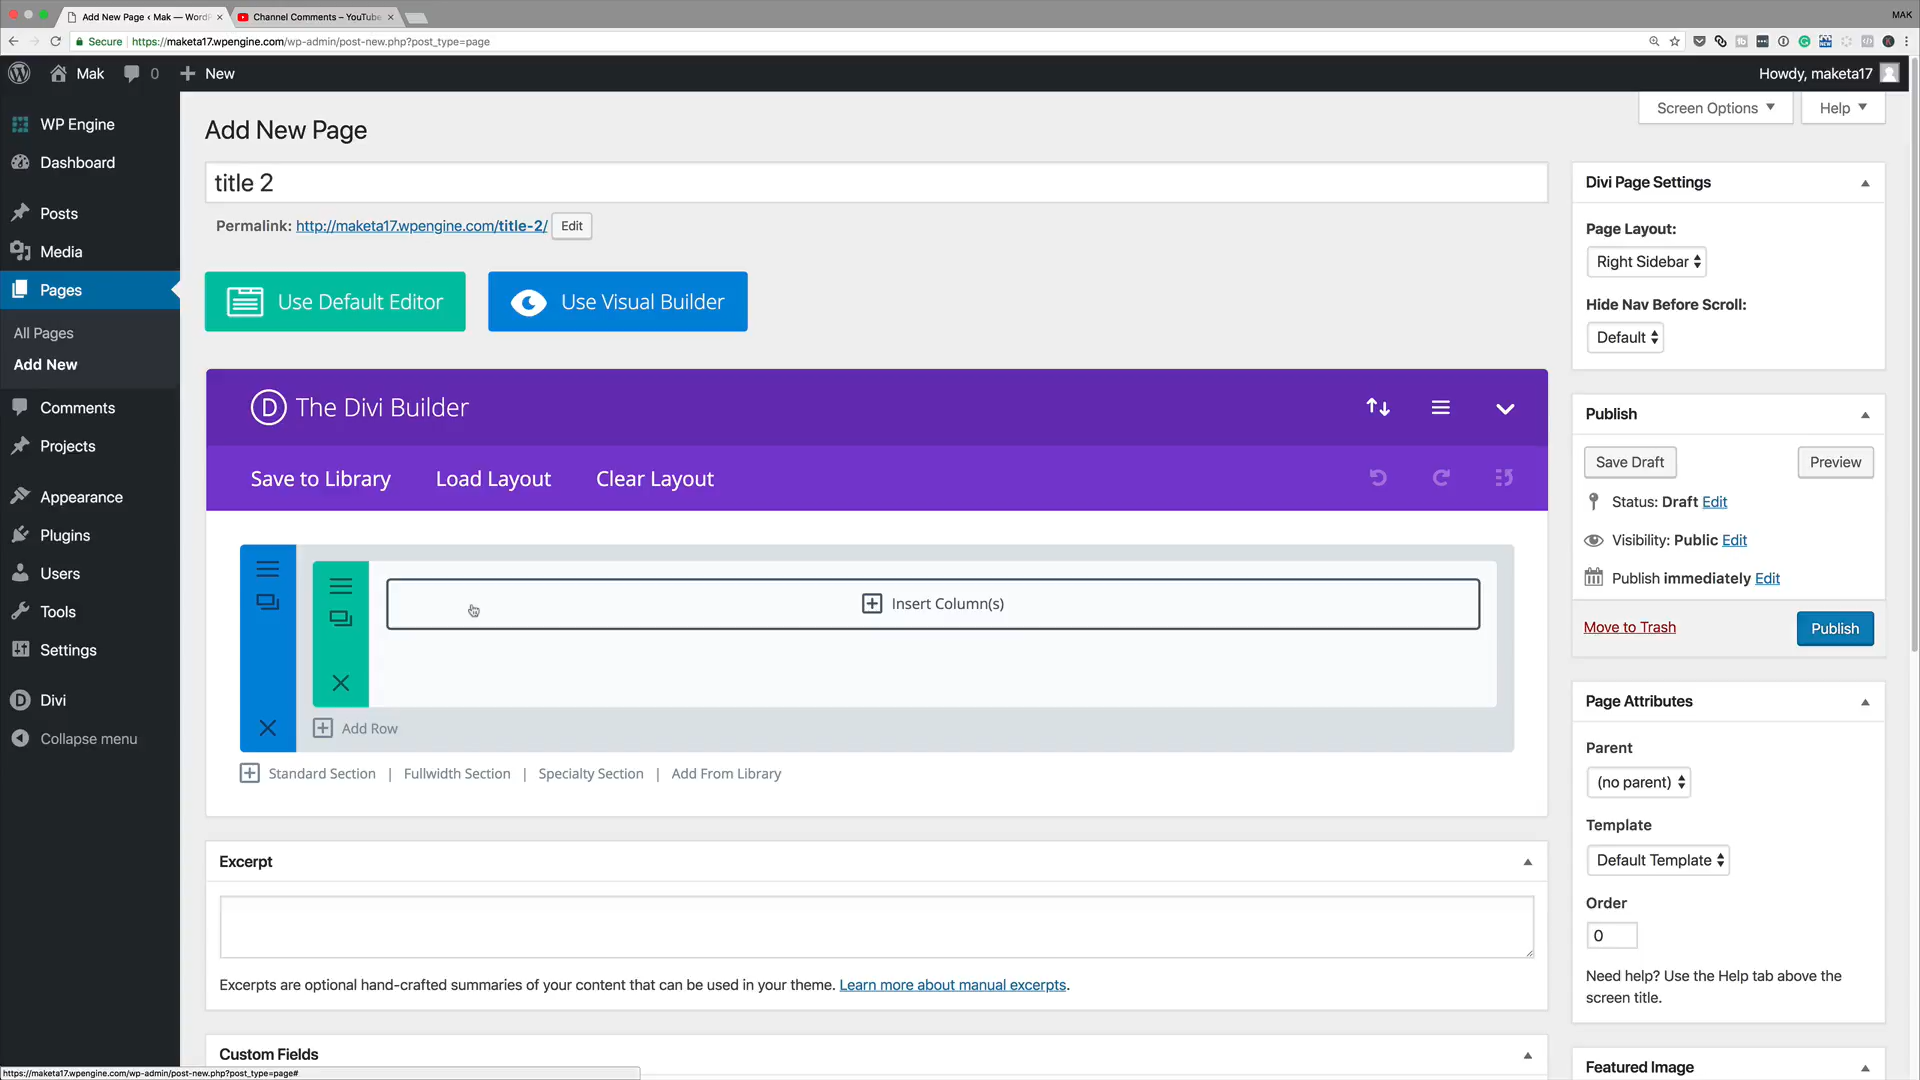 Add New Page ‹ Mak — WordP
Channel Comments – YouTube
MAK
Secure
https://maketa17.wpengine.com/wp-admin/post-new.php?post_type=page
Mak
0
New
Howdy, maketa17
WP Engine
Dashboard
Posts
Media
Pages
All Pages
Add New
Comments
Projects
Appearance
Plugins
Users
Tools
Settings
Divi
Collapse menu
Screen Options
Help
Add New Page
title 2
Permalink: http://maketa17.wpengine.com/title-2/ Edit
Use Default Editor
Use Visual Builder
The Divi Builder
Save to Library
Load Layout
Clear Layout
Insert Column(s)
Add Row
Standard Section | Fullwidth Section | Specialty Section | Add From Library
Excerpt
Excerpts are optional hand-crafted summaries of your content that can be used in your theme. Learn more about manual excerpts.
Custom Fields
Divi Page Settings
Page Layout:
Right Sidebar
Hide Nav Before Scroll:
Default
Publish
Save Draft
Preview
Status: Draft Edit
Visibility: Public Edit
Publish immediately Edit
Move to Trash
Publish
Page Attributes
Parent
(no parent)
Template
Default Template
Order
0
Need help? Use the Help tab above the
screen title.
Featured Image
https://maketa17.wpengine.com/wp-admin/post-new.php?post_type=page#